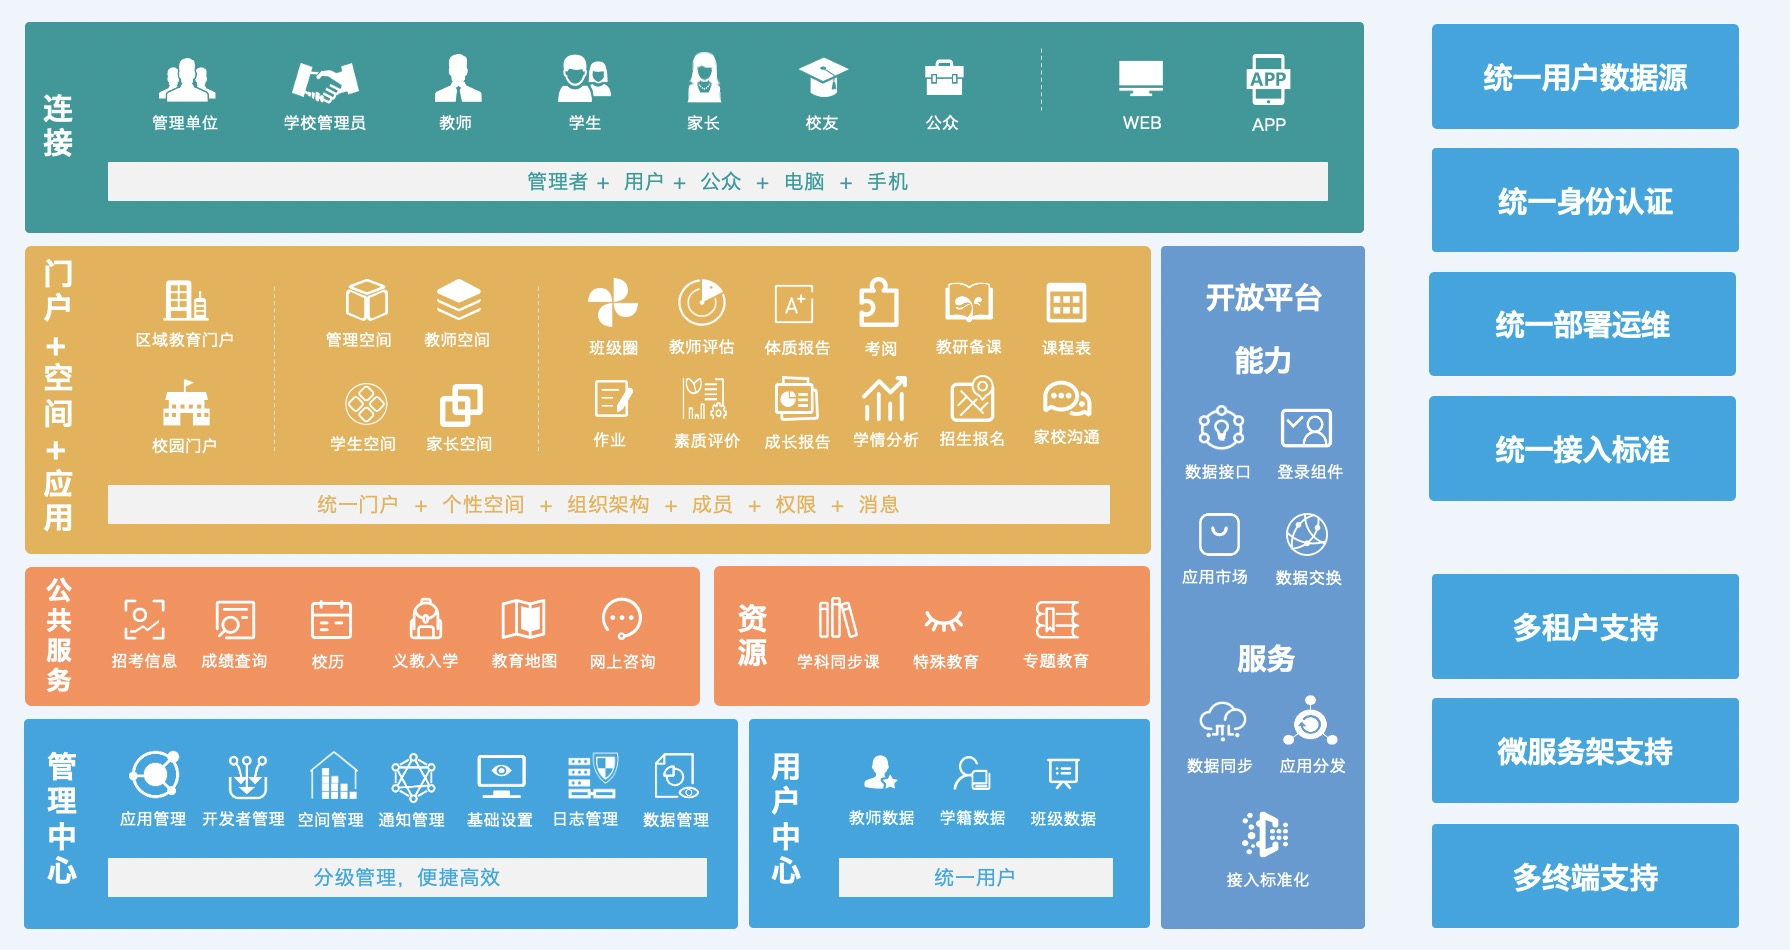 连接
管理单位
学校管理员
教师
学生
家长
校友
公众
WEB
APP
APP
管理者 + 用户 + 公众 + 电脑 + 手机
门户+空间+应用
区域教育门户
校园门户
管理空间
教师空间
学生空间
家长空间
班级圈
教师评估
A+
体质报告
考阅
教研备课
课程表
作业
素质评价
成长报告
学情分析
招生报名
家校沟通
统一门户 + 个性空间 + 组织架构 + 成员 + 权限 + 消息
公共服务
招考信息
成绩查询
校历
义教入学
教育地图
网上咨询
资源
学科同步课
特殊教育
专题教育
管理中心
应用管理
开发者管理
空间管理
通知管理
基础设置
日志管理
数据管理
分级管理，便捷高效
用户中心
教师数据
学籍数据
班级数据
统一用户
开放平台
能力
数据接口
登录组件
应用市场
数据交换
服务
数据同步
应用分发
接入标准化
统一用户数据源
统一身份认证
统一部署运维
统一接入标准
多租户支持
微服务架支持
多终端支持